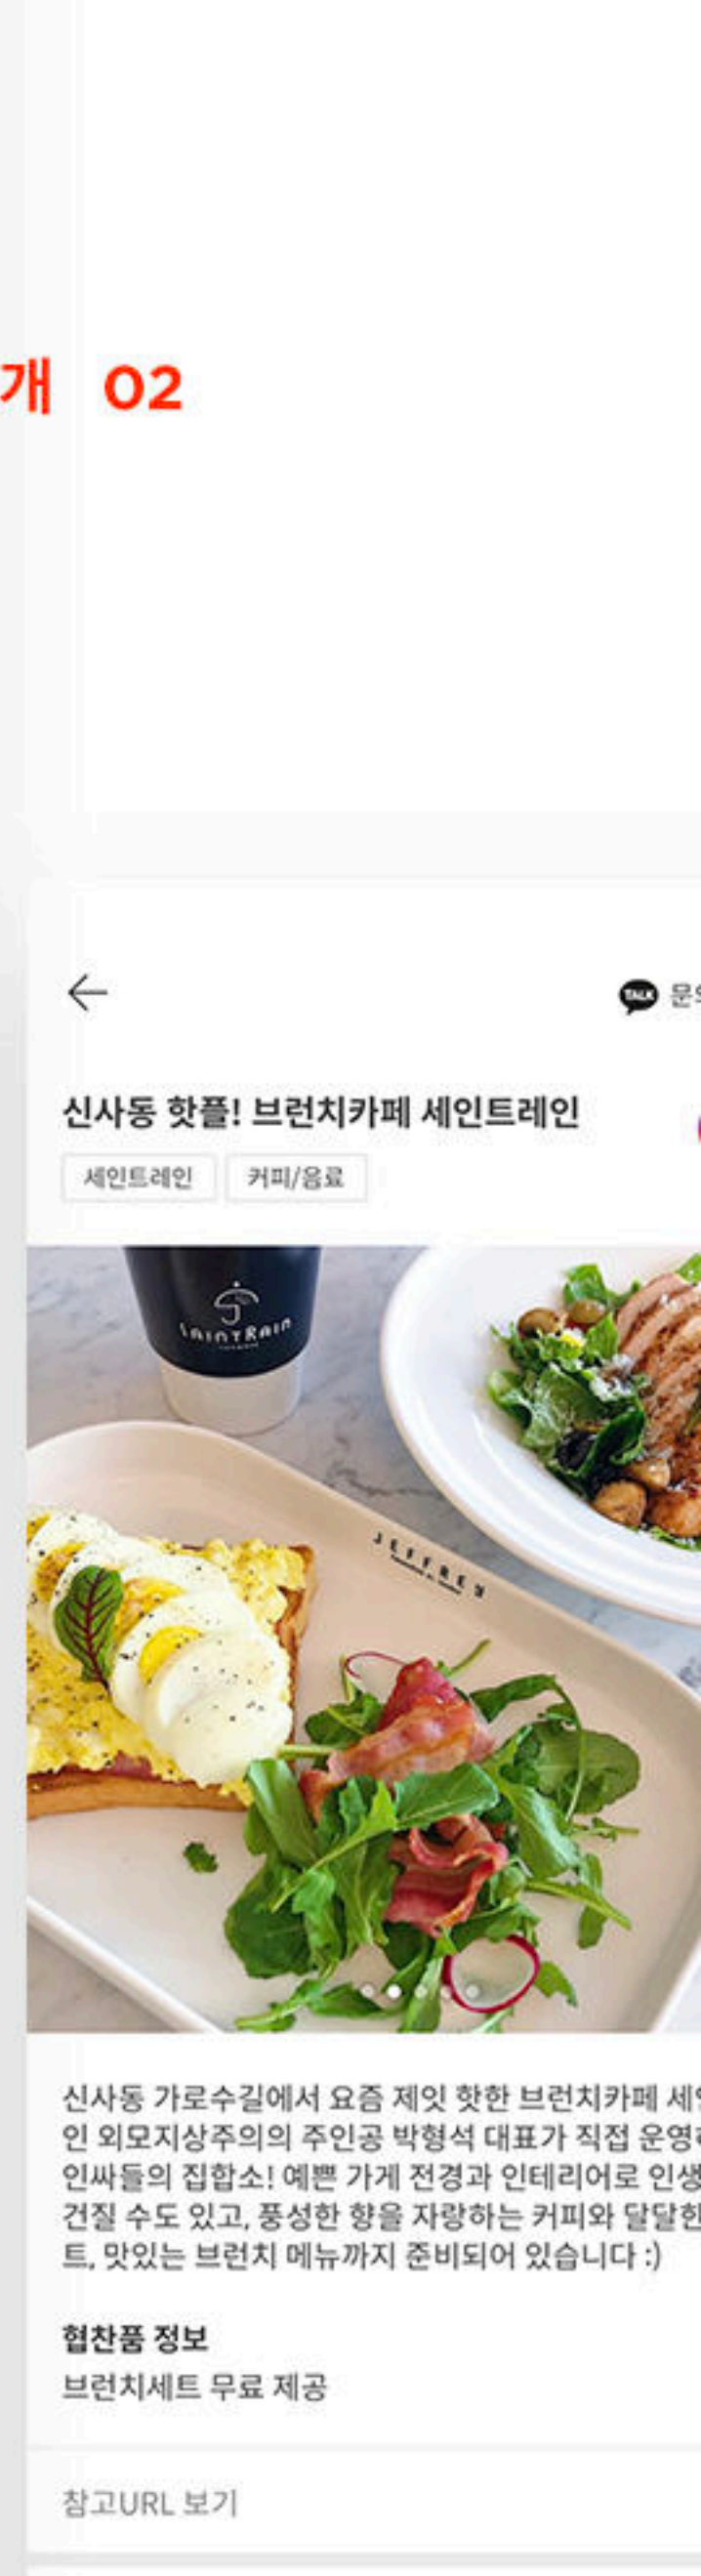 개 02
TALK 문의
신사동 핫플! 브런치카페 세인트레인
세인트레인 커피/음료
SAINTRAIN
JEFFREY
신사동 가로수길에서 요즘 제잇 핫한 브런치카페 세인
인 외모지상주의의 주인공 박형석 대표가 직접 운영하
인싸들의 집합소! 예쁜 가게 전경과 인테리어로 인생
건질 수도 있고, 풍성한 향을 자랑하는 커피와 달달한
트, 맛있는 브런치 메뉴까지 준비되어 있습니다 :)
협찬품 정보
브런치세트 무료 제공
참고URL 보기